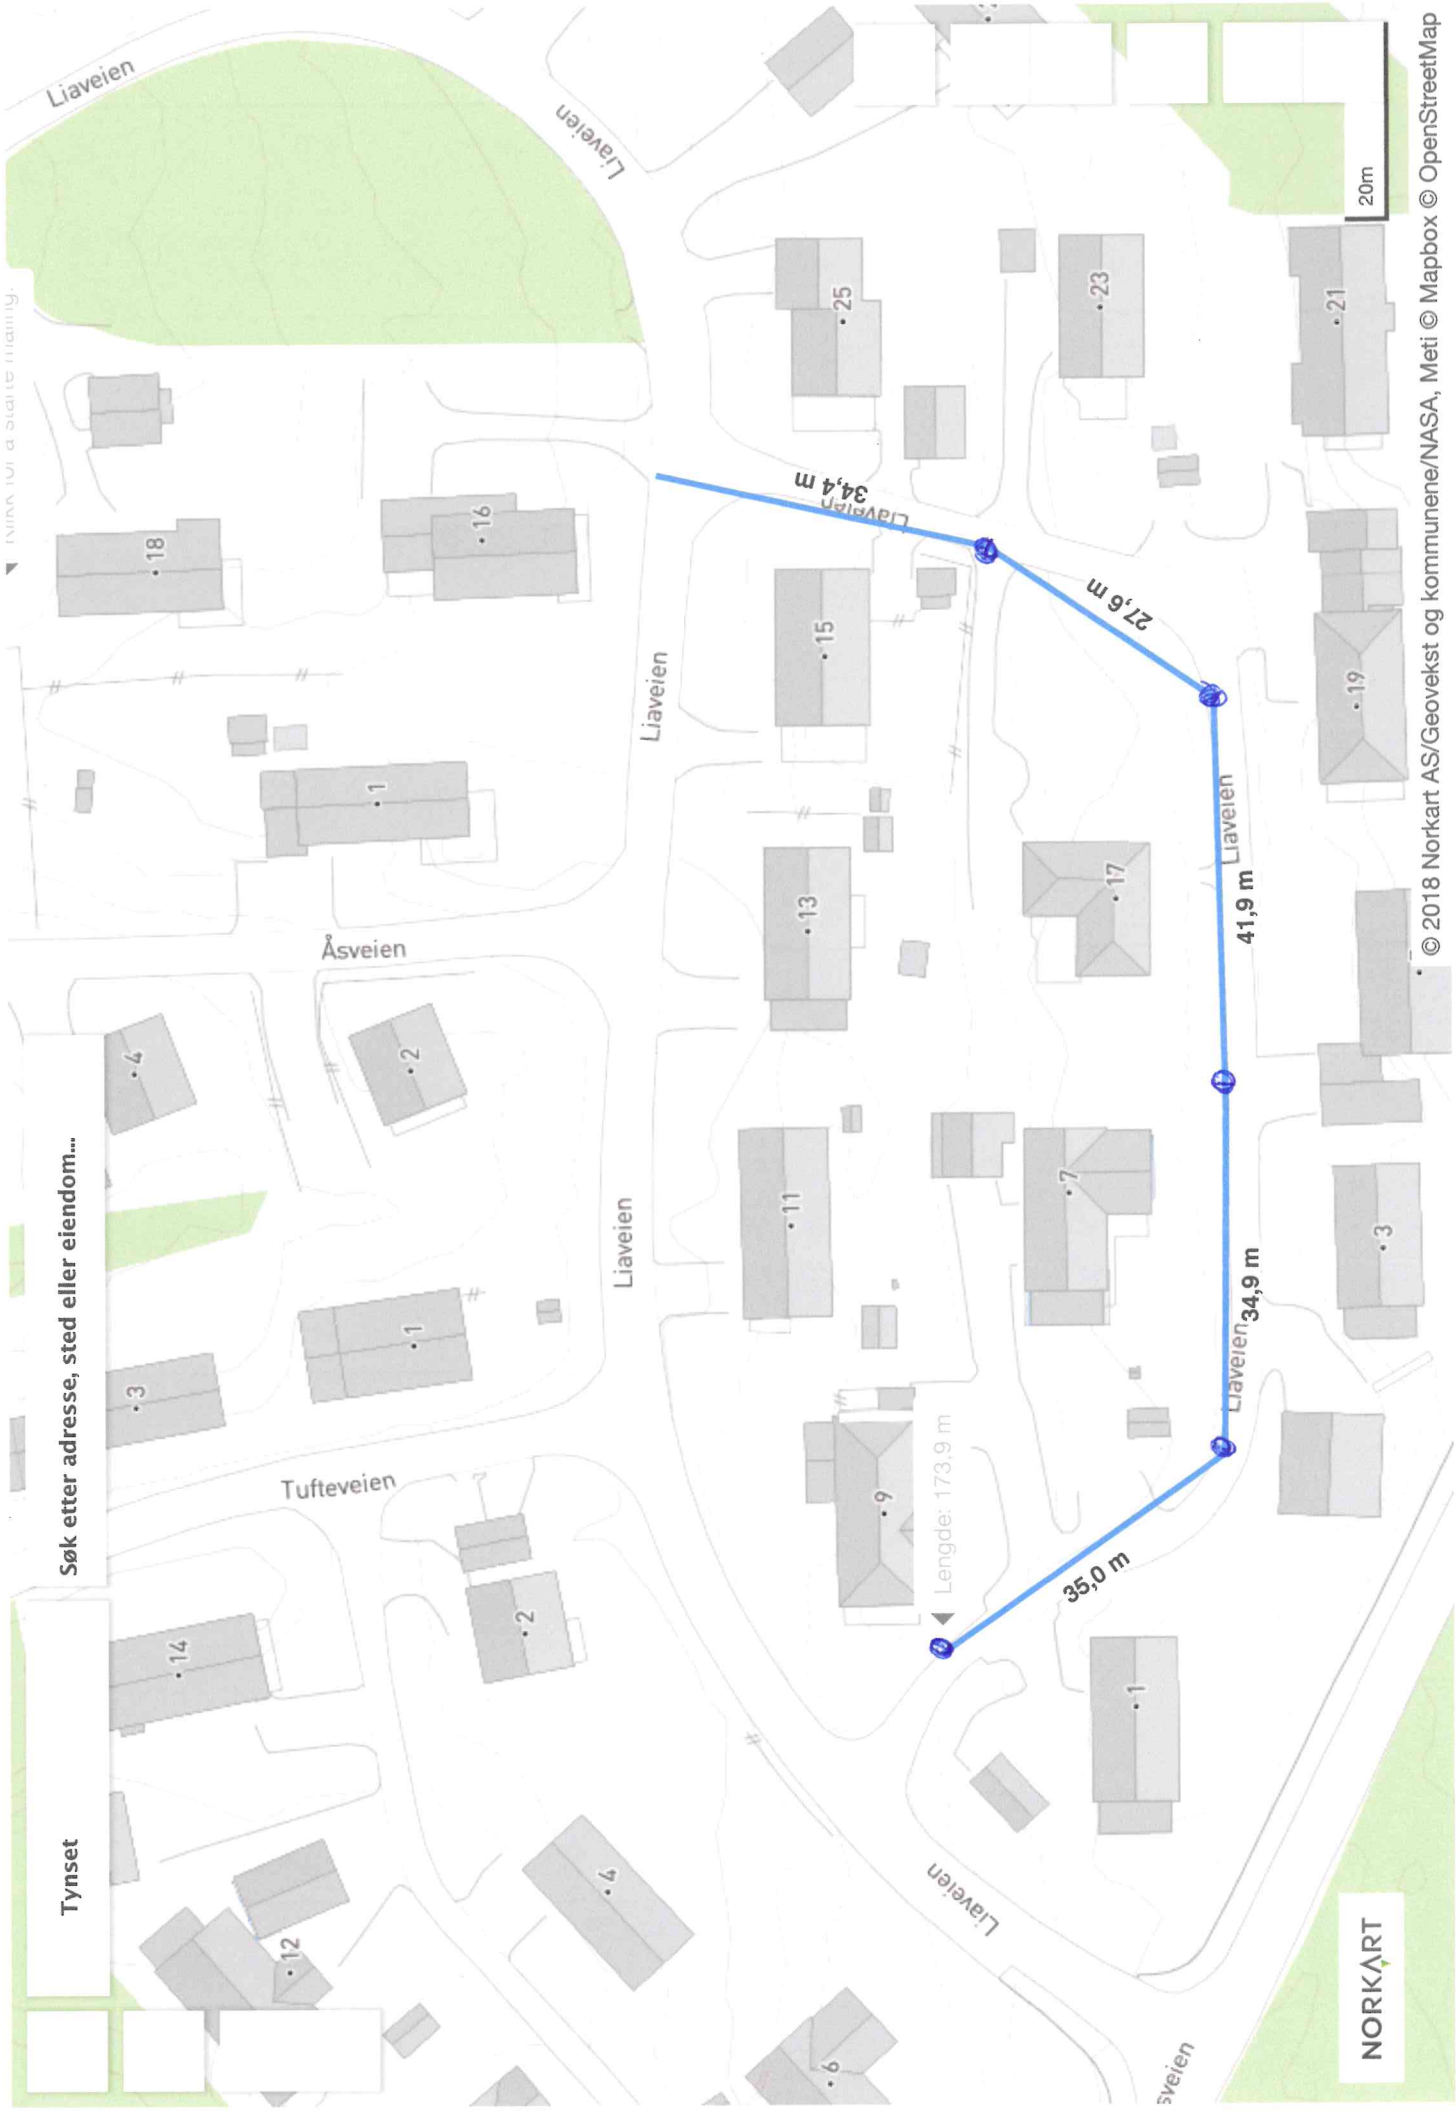 Tynset
Søk etter adresse, sted eller eiendom...
Liaveien
Liaveien
18
16
1
Liaveien
Åsveien
4
2
Liaveien
3
1
Tufteveien
14
2
12
4
6
25
23
21
15
13
11
9
17
19
7
3
1
34,4 m
Liaveien
27,6 m
Liaveien
41,9 m
34,9 m
Liaveien
35,0 m
Lengde: 173,9 m
Liaveien
sveien
20m
NORKART
© 2018 Norkart AS/Geovekst og kommunene/NASA, Meti © Mapbox © OpenStreetMap